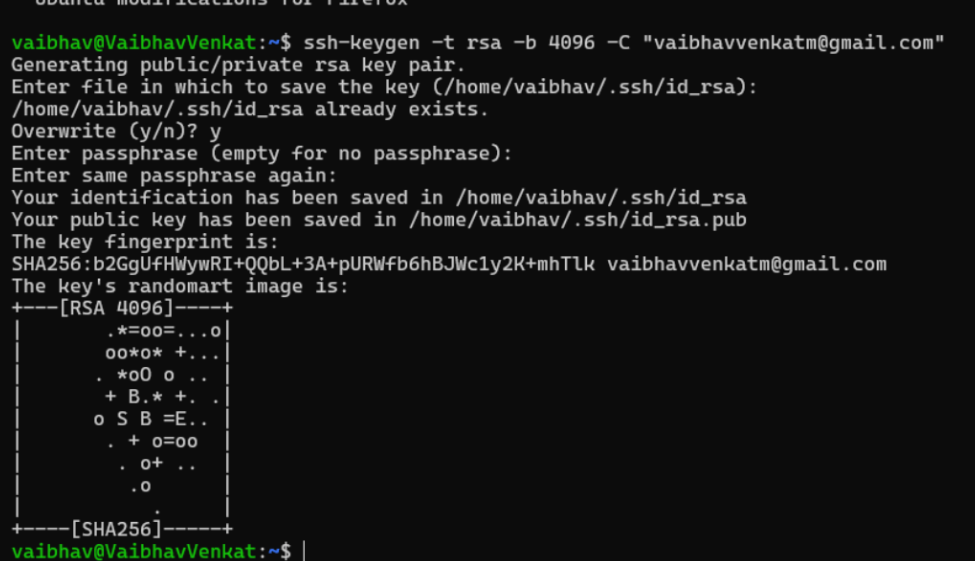 Ubuntu modifications for Firefox
vaibhav@VaibhavVenkat:~$ ssh-keygen -t rsa -b 4096 -C "vaibhavvenkatm@gmail.com"
Generating public/private rsa key pair.
Enter file in which to save the key (/home/vaibhav/.ssh/id_rsa):
/home/vaibhav/.ssh/id_rsa already exists.
Overwrite (y/n)? y
Enter passphrase (empty for no passphrase):
Enter same passphrase again:
Your identification has been saved in /home/vaibhav/.ssh/id_rsa
Your public key has been saved in /home/vaibhav/.ssh/id_rsa.pub
The key fingerprint is:
SHA256:b2GgUfHWywRI+QQbL+3A+pURWfb6hBJWc1y2K+mhTlk vaibhavvenkatm@gmail.com
The key's randomart image is:
+---[RSA 4096]----+
|       .*=oo=...o|
|       oo*o* +...|
|      . *oO o .. |
|       + B.* +. .|
|      o S B =E.. |
|       . + o=oo  |
|        . o+ ..  |
|         .o      |
|           .     |
+----[SHA256]-----+
vaibhav@VaibhavVenkat:~$